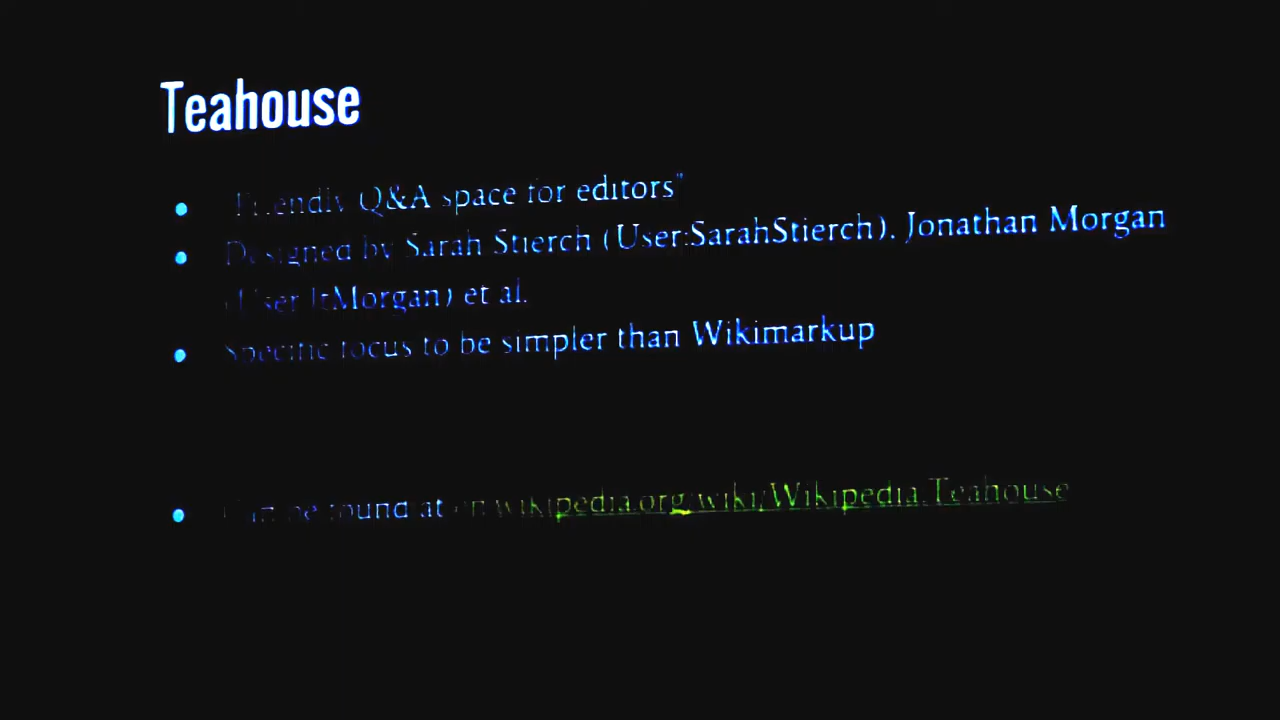 Teahouse
• "Friendly Q&A space for editors"
• Designed by Sarah Stierch (User:SarahStierch), Jonathan Morgan
(User:JtMorgan) et al.
• Specific focus to be simpler than Wikimarkup
• Can be found at en.wikipedia.org/wiki/Wikipedia:Teahouse